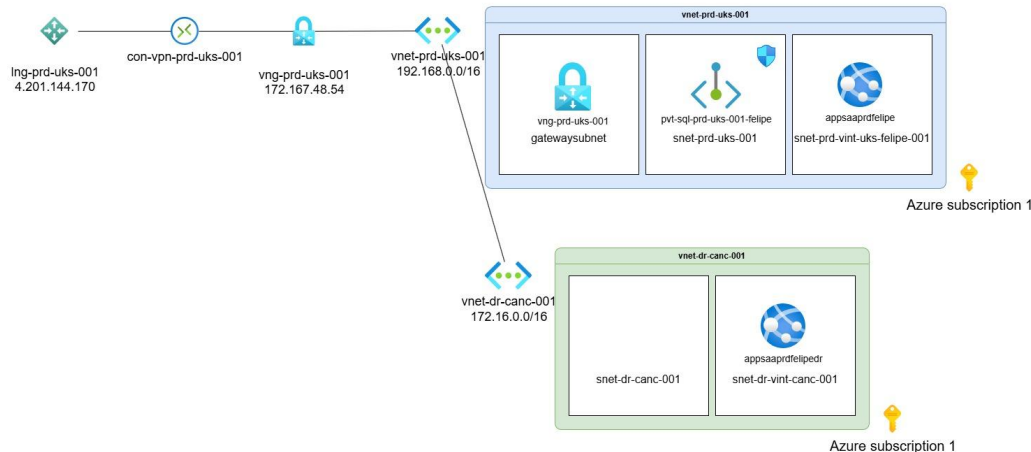 lng-prd-uks-001
4.201.144.170
con-vpn-prd-uks-001
vng-prd-uks-001
172.167.48.54
vnet-prd-uks-001
192.168.0.0/16
vnet-prd-uks-001
vng-prd-uks-001
gatewaysubnet
pvt-sql-prd-uks-001-felipe
snet-prd-uks-001
appsaaprdfelipe
snet-prd-vint-uks-felipe-001
Azure subscription 1
vnet-dr-canc-001
172.16.0.0/16
vnet-dr-canc-001
snet-dr-canc-001
appsaaprdfelipedr
snet-dr-vint-canc-001
Azure subscription 1